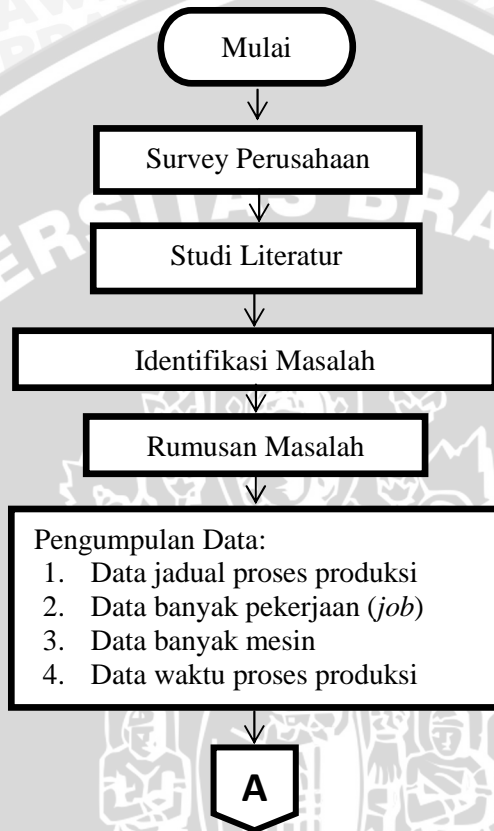 Mulai
Survey Perusahaan
Studi Literatur
Identifikasi Masalah
Rumusan Masalah
Pengumpulan Data:
1. Data jadual proses produksi
2. Data banyak pekerjaan (job)
3. Data banyak mesin
4. Data waktu proses produksi
A